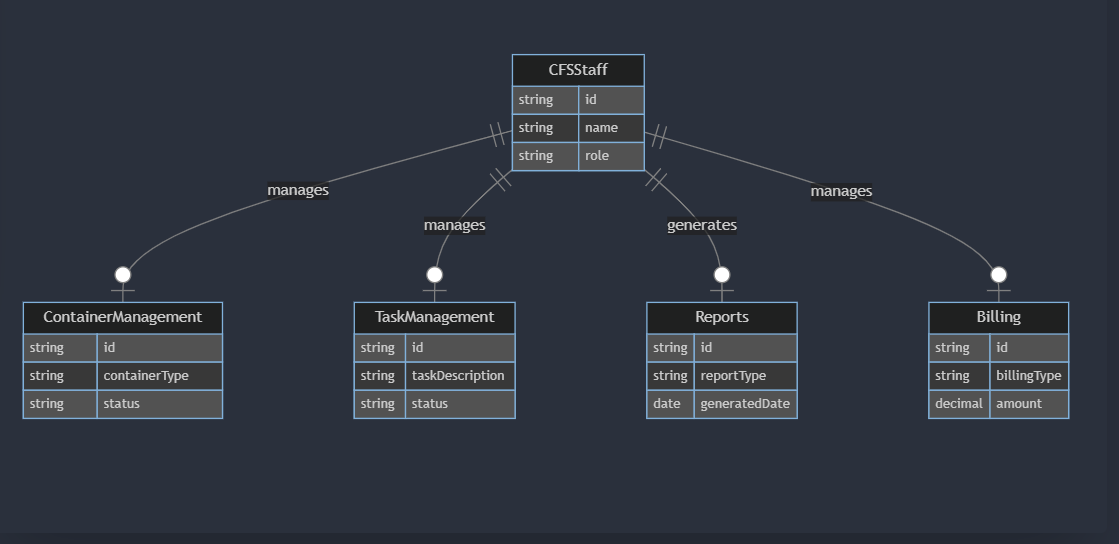 CFSStaff
string id
string name
string role
manages
manages
generates
manages
ContainerManagement
string id
string containerType
string status
TaskManagement
string id
string taskDescription
string status
Reports
string id
string reportType
date generatedDate
Billing
string id
string billingType
decimal amount